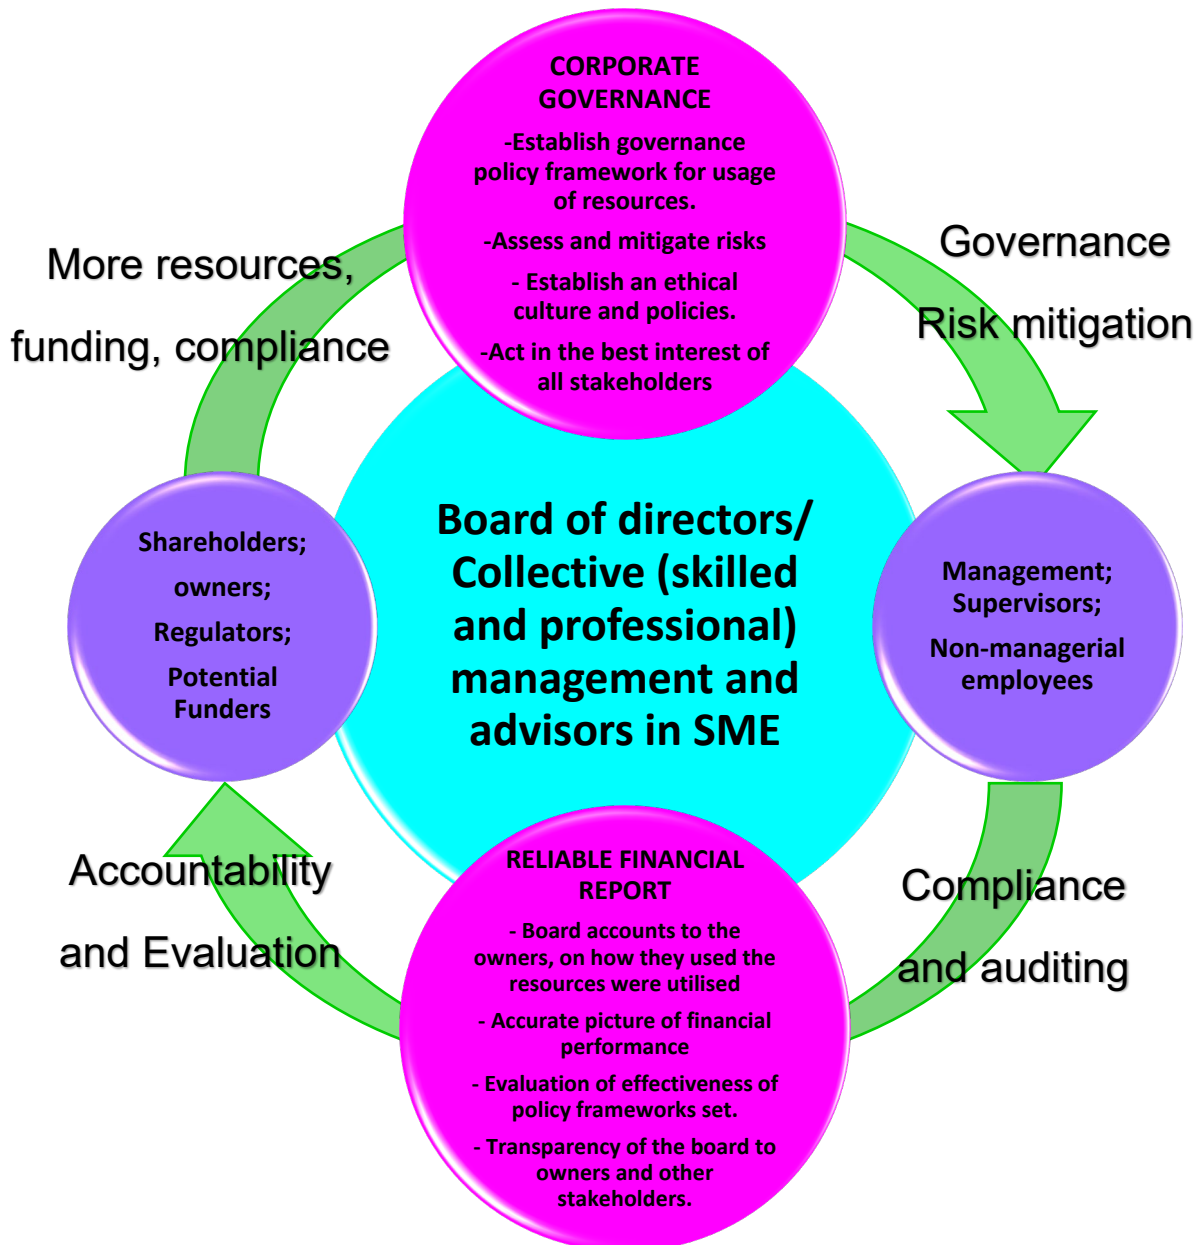 CORPORATE
GOVERNANCE
-Establish governance
policy framework for usage
of resources.
-Assess and mitigate risks
- Establish an ethical
culture and policies.
-Act in the best interest of
all stakeholders
More resources,
funding, compliance
Governance
Risk mitigation
Shareholders;
owners;
Regulators;
Potential
Funders
Board of directors/
Collective (skilled
and professional)
management and
advisors in SME
Management;
Supervisors;
Non-managerial
employees
Accountability
and Evaluation
RELIABLE FINANCIAL
REPORT
- Board accounts to the
owners, on how they used the
resources were utilised
- Accurate picture of financial
performance
- Evaluation of effectiveness of
policy frameworks set.
- Transparency of the board to
owners and other
stakeholders.
Compliance
and auditing